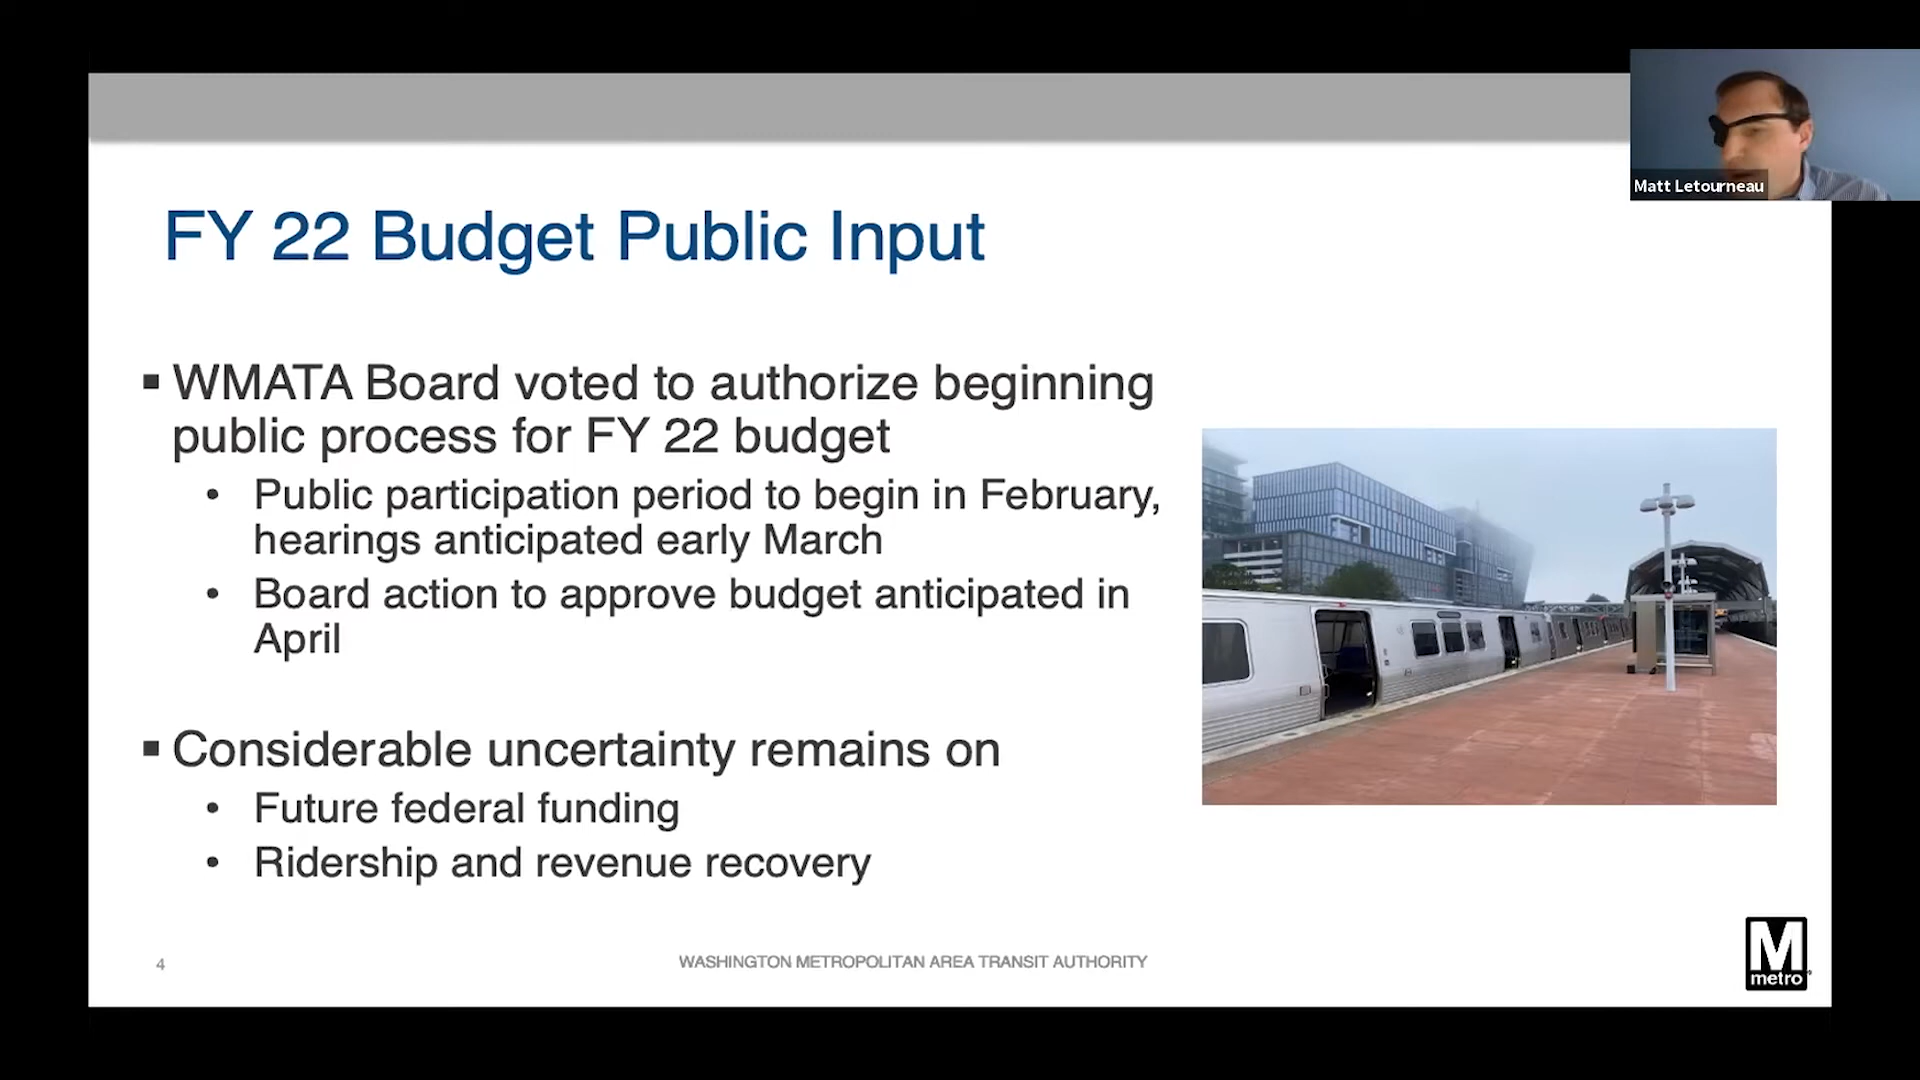 Matt Letourneau
FY 22 Budget Public Input
▪ WMATA Board voted to authorize beginning
public process for FY 22 budget
• Public participation period to begin in February,
hearings anticipated early March
• Board action to approve budget anticipated in
April
▪ Considerable uncertainty remains on
• Future federal funding
• Ridership and revenue recovery
4
WASHINGTON METROPOLITAN AREA TRANSIT AUTHORITY
M
metro